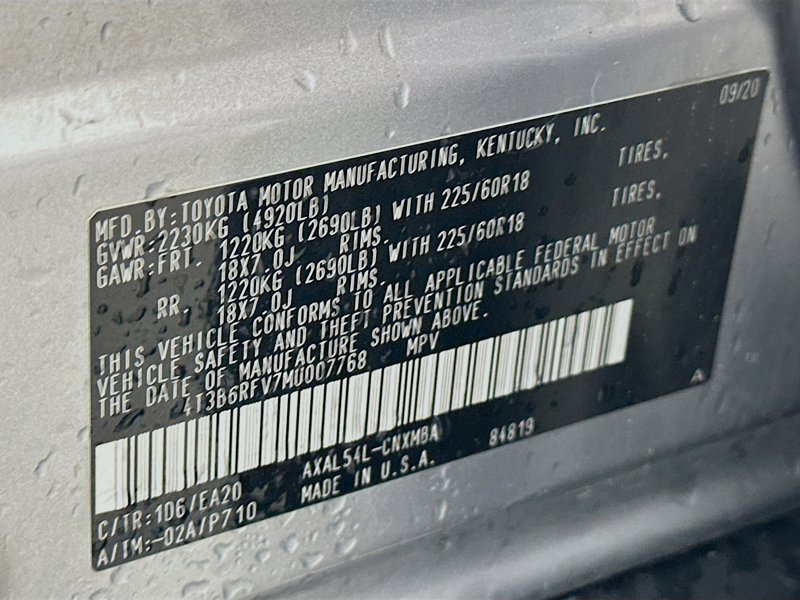 09/20
MFD.BY:TOYOTA MOTOR MANUFACTURING, KENTUCKY, INC.
GVWR:2230KG (4920LB)
GAWR:FRT. 1220KG (2690LB) WITH 225/60R18 TIRES,
18X7.0J RIMS.
RR. 1220KG (2690LB) WITH 225/60R18 TIRES,
18X7.0J RIMS.
THIS VEHICLE CONFORMS TO ALL APPLICABLE FEDERAL MOTOR
VEHICLE SAFETY AND THEFT PREVENTION STANDARDS IN EFFECT ON
THE DATE OF MANUFACTURE SHOWN ABOVE.
4T3B6RFV7MU007768 MPV
AXAL54L-CNXMBA 84819
C/TR:1D6/EA20 MADE IN U.S.A.
A/TM:-02A/P710
A